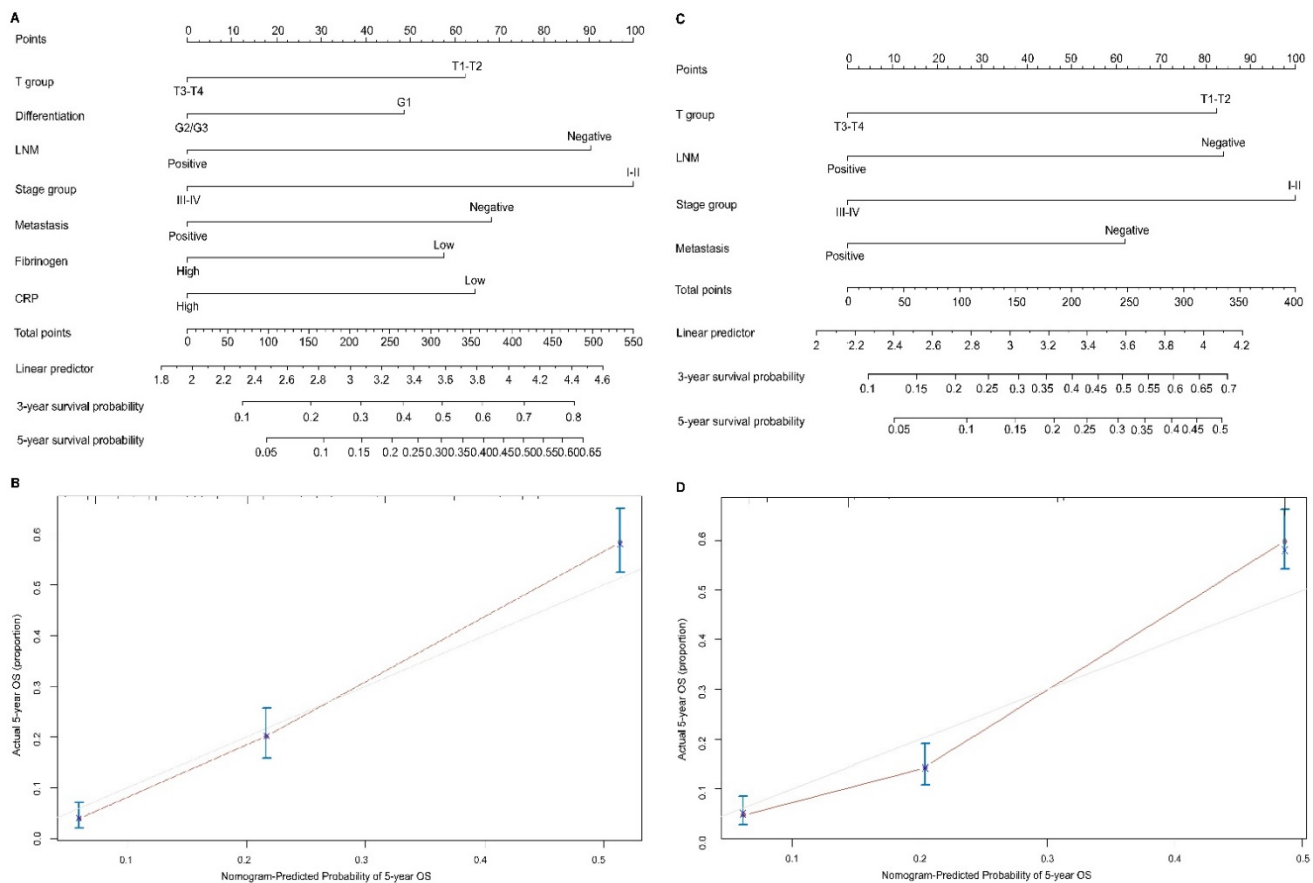 A
Points
0 10 20 30 40 50 60 70 80 90 100
T1-T2
T group
T3-T4
G1
Differentiation
G2/G3
Negative
LNM
Positive
I-II
Stage group
III-IV
Negative
Metastasis
Positive
Low
Fibrinogen
High
Low
CRP
High
Total points
0 50 100 150 200 250 300 350 400 450 500 550
Linear predictor
1.8 2 2.2 2.4 2.6 2.8 3 3.2 3.4 3.6 3.8 4 4.2 4.4 4.6
3-year survival probability
0.1 0.2 0.3 0.4 0.5 0.6 0.7 0.8
5-year survival probability
0.05 0.1 0.15 0.2 0.25 0.30 0.35 0.40 0.45 0.50 0.55 0.60 0.65
C
Points
0 10 20 30 40 50 60 70 80 90 100
T1-T2
T group
T3-T4
Negative
LNM
Positive
I-II
Stage group
III-IV
Negative
Metastasis
Positive
Total points
0 50 100 150 200 250 300 350 400
Linear predictor
2 2.2 2.4 2.6 2.8 3 3.2 3.4 3.6 3.8 4 4.2
3-year survival probability
0.1 0.15 0.2 0.25 0.3 0.35 0.4 0.45 0.5 0.55 0.6 0.65 0.7
5-year survival probability
0.05 0.1 0.15 0.2 0.25 0.3 0.35 0.4 0.45 0.5
B
Actual 5-year OS (proportion)
0.6
0.5
0.4
0.3
0.2
0.1
0.0
0.1 0.2 0.3 0.4 0.5
Nomogram-Predicted Probability of 5-year OS
D
Actual 5-year OS (proportion)
0.6
0.5
0.4
0.3
0.2
0.1
0.0
0.1 0.2 0.3 0.4 0.5
Nomogram-Predicted Probability of 5-year OS